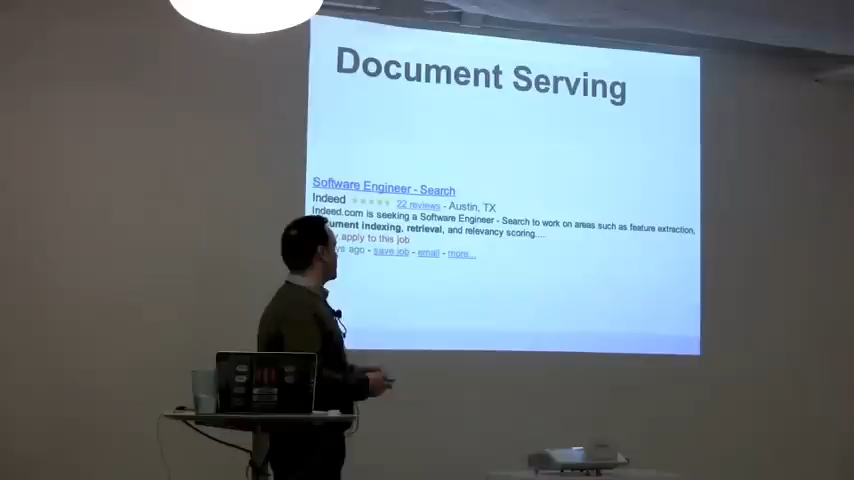 Document Serving
Software Engineer - Search
Indeed 22 reviews - Austin, TX
Indeed.com is seeking a Software Engineer - Search to work on areas such as feature extraction,
ument indexing, retrieval, and relevancy scoring....
apply to this job
ago - save job - email - more...